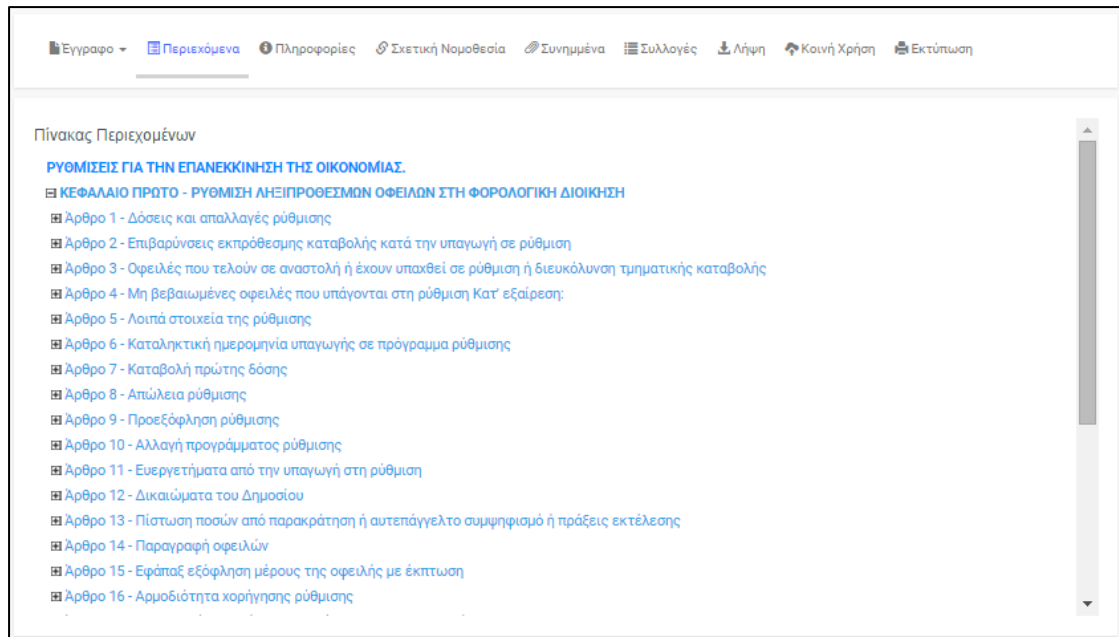 Έγγραφο Περιεχόμενα Πληροφορίες Σχετική Νομοθεσία Συνημμένα Συλλογές Λήψη Κοινή Χρήση Εκτύπωση
Πίνακας Περιεχομένων
ΡΥΘΜΙΣΕΙΣ ΓΙΑ ΤΗΝ ΕΠΑΝΕΚΚΙΝΗΣΗ ΤΗΣ ΟΙΚΟΝΟΜΙΑΣ.
ΚΕΦΑΛΑΙΟ ΠΡΩΤΟ - ΡΥΘΜΙΣΗ ΛΗΞΙΠΡΟΘΕΣΜΩΝ ΟΦΕΙΛΩΝ ΣΤΗ ΦΟΡΟΛΟΓΙΚΗ ΔΙΟΙΚΗΣΗ
Άρθρο 1 - Δόσεις και απαλλαγές ρύθμισης
Άρθρο 2 - Επιβαρύνσεις εκπρόθεσμης καταβολής κατά την υπαγωγή σε ρύθμιση
Άρθρο 3 - Οφειλές που τελούν σε αναστολή ή έχουν υπαχθεί σε ρύθμιση ή διευκόλυνση τμηματικής καταβολής
Άρθρο 4 - Μη βεβαιωμένες οφειλές που υπάγονται στη ρύθμιση Κατ' εξαίρεση:
Άρθρο 5 - Λοιπά στοιχεία της ρύθμισης
Άρθρο 6 - Καταληκτική ημερομηνία υπαγωγής σε πρόγραμμα ρύθμισης
Άρθρο 7 - Καταβολή πρώτης δόσης
Άρθρο 8 - Απώλεια ρύθμισης
Άρθρο 9 - Προεξόφληση ρύθμισης
Άρθρο 10 - Αλλαγή προγράμματος ρύθμισης
Άρθρο 11 - Ευεργετήματα από την υπαγωγή στη ρύθμιση
Άρθρο 12 - Δικαιώματα του Δημοσίου
Άρθρο 13 - Πίστωση ποσών από παρακράτηση ή αυτεπάγγελτο συμψηφισμό ή πράξεις εκτέλεσης
Άρθρο 14 - Παραγραφή οφειλών
Άρθρο 15 - Εφάπαξ εξόφληση μέρους της οφειλής με έκπτωση
Άρθρο 16 - Αρμοδιότητα χορήγησης ρύθμισης